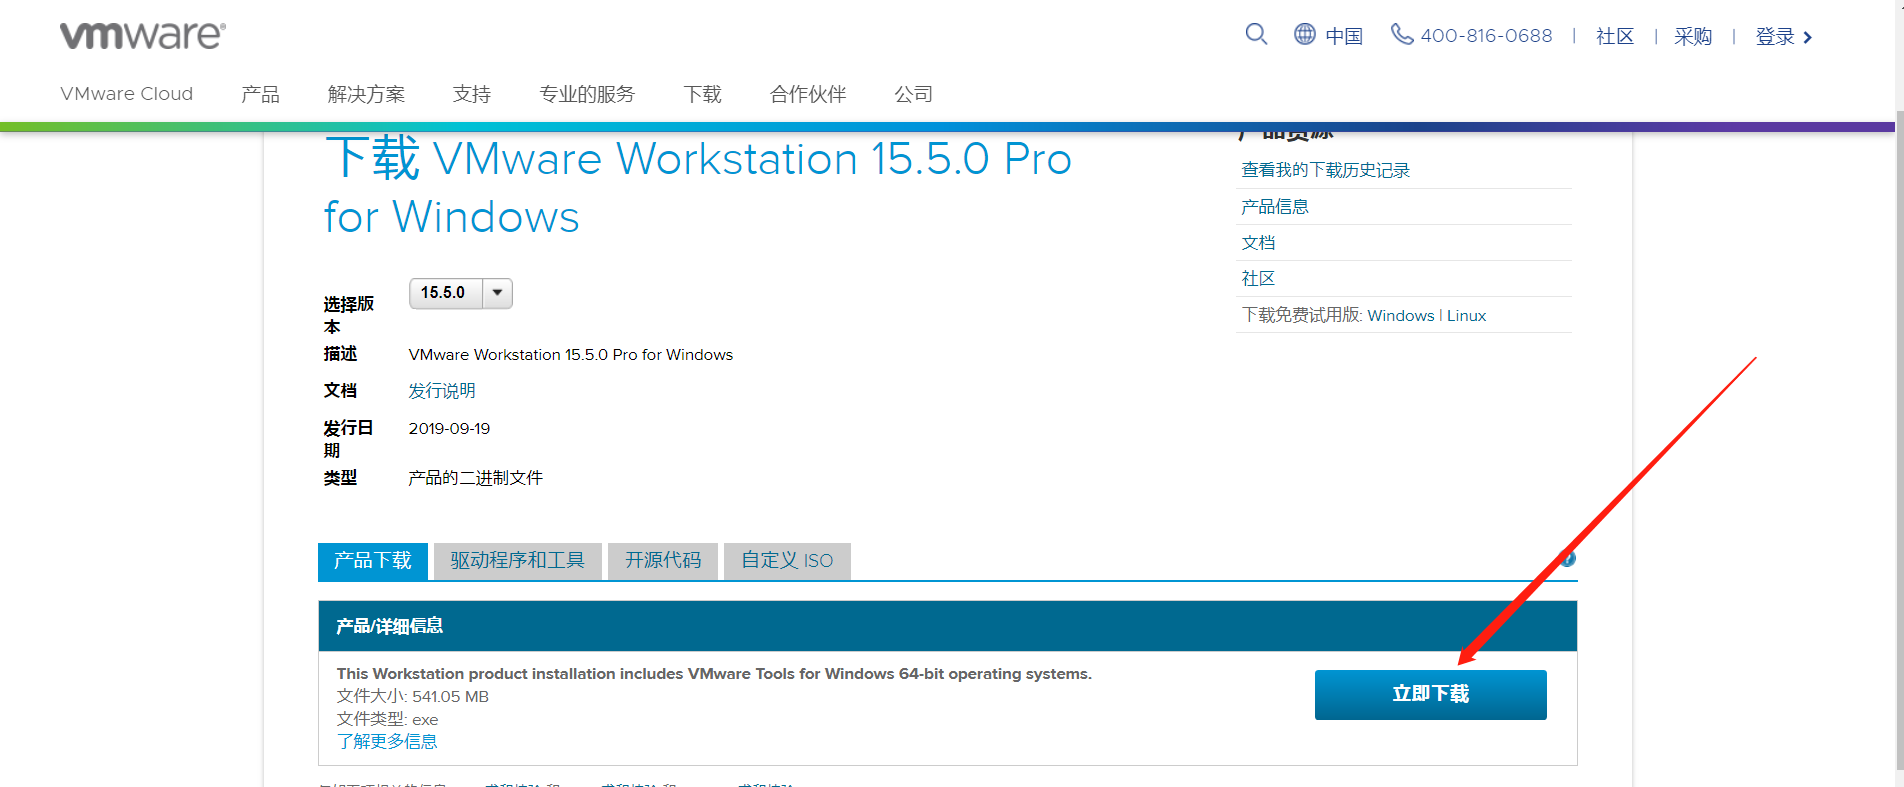 vmware
中国
400-816-0688 | 社区 | 采购 | 登录
VMware Cloud 产品 解决方案 支持 专业的服务 下载 合作伙伴 公司
下载 VMware Workstation 15.5.0 Pro
for Windows
选择版
本
15.5.0
描述 VMware Workstation 15.5.0 Pro for Windows
文档 发行说明
发行日
期
2019-09-19
类型 产品的二进制文件
产品资源
查看我的下载历史记录
产品信息
文档
社区
下载免费试用版: Windows | Linux
产品下载 驱动程序和工具 开源代码 自定义 ISO
产品/详细信息
This Workstation product installation includes VMware Tools for Windows 64-bit operating systems.
文件大小: 541.05 MB
文件类型: exe
了解更多信息
立即下载